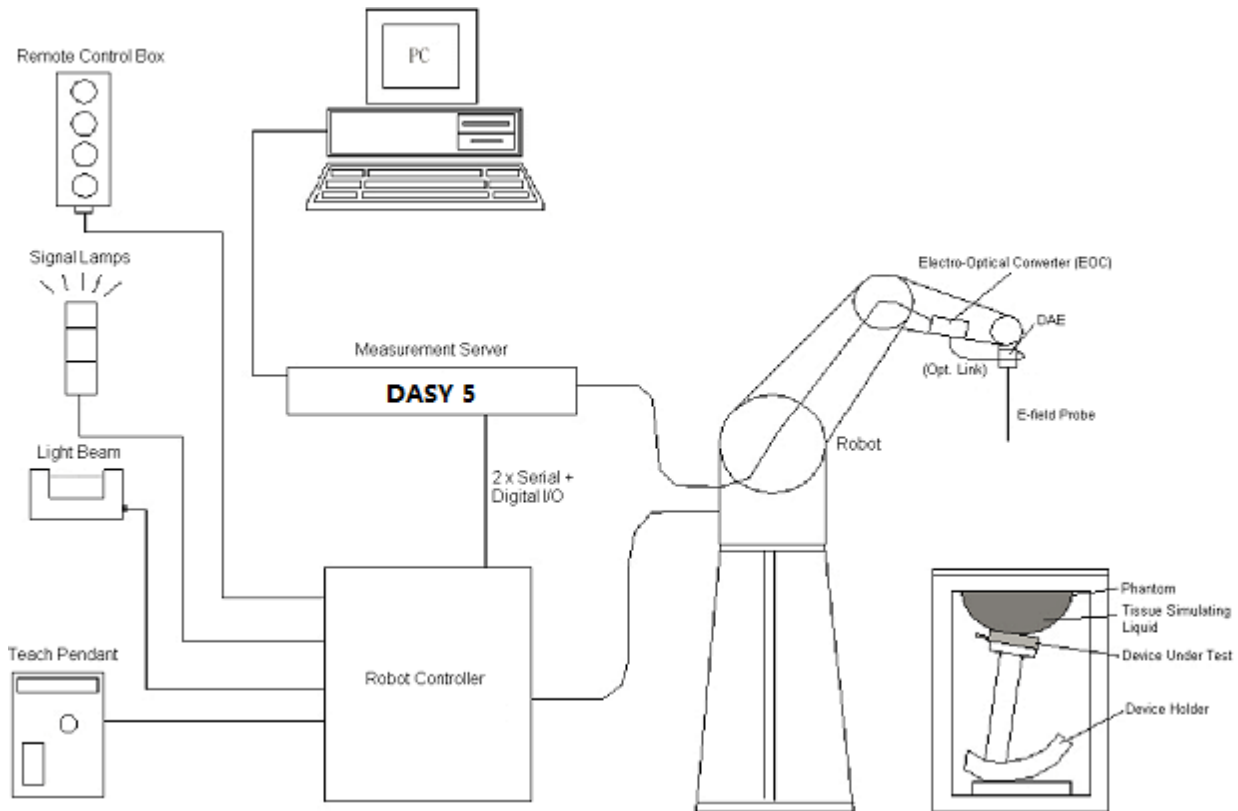 PC
Remote Control Box
Signal Lamps
Electro-Optical Converter (EOC)
DAE
(Opt. Link)
E-field Probe
Measurement Server
DASY 5
Robot
Light Beam
2 x Serial +
Digital I/O
Phantom
Tissue Simulating
Liquid
Device Under Test
Teach Pendant
Robot Controller
Device Holder